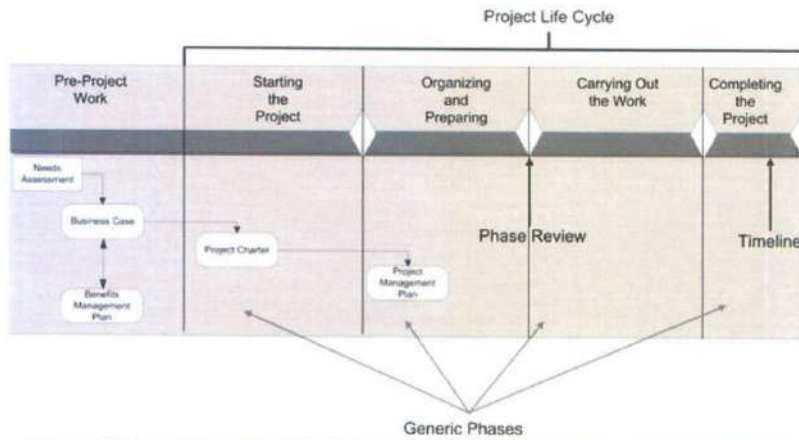 Project Life Cycle
Pre-Project
Work
Starting
the
Project
Organizing
and
Preparing
Carrying Out
the Work
Completing
the
Project
Needs
Assessment
Business Case
Project Charter
Phase Review
Timeline
Project
Management
Plan
Benefits
Management
Plan
Generic Phases